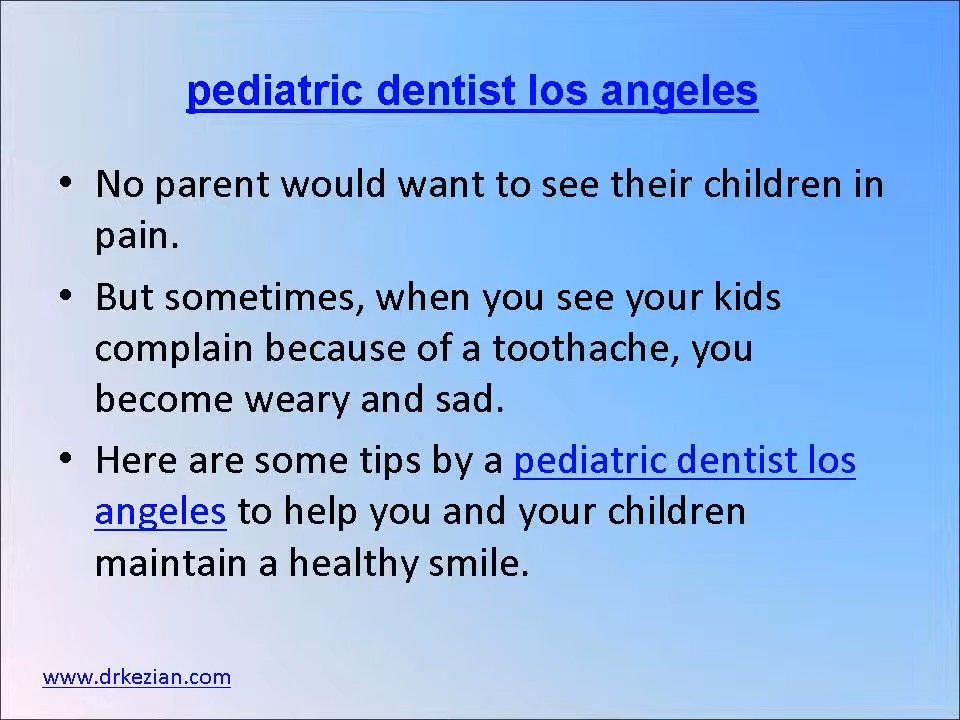 pediatric dentist los angeles
• No parent would want to see their children in
pain.
• But sometimes, when you see your kids
complain because of a toothache, you
become weary and sad.
• Here are some tips by a pediatric dentist los
angeles to help you and your children
maintain a healthy smile.
www.drkezian.com